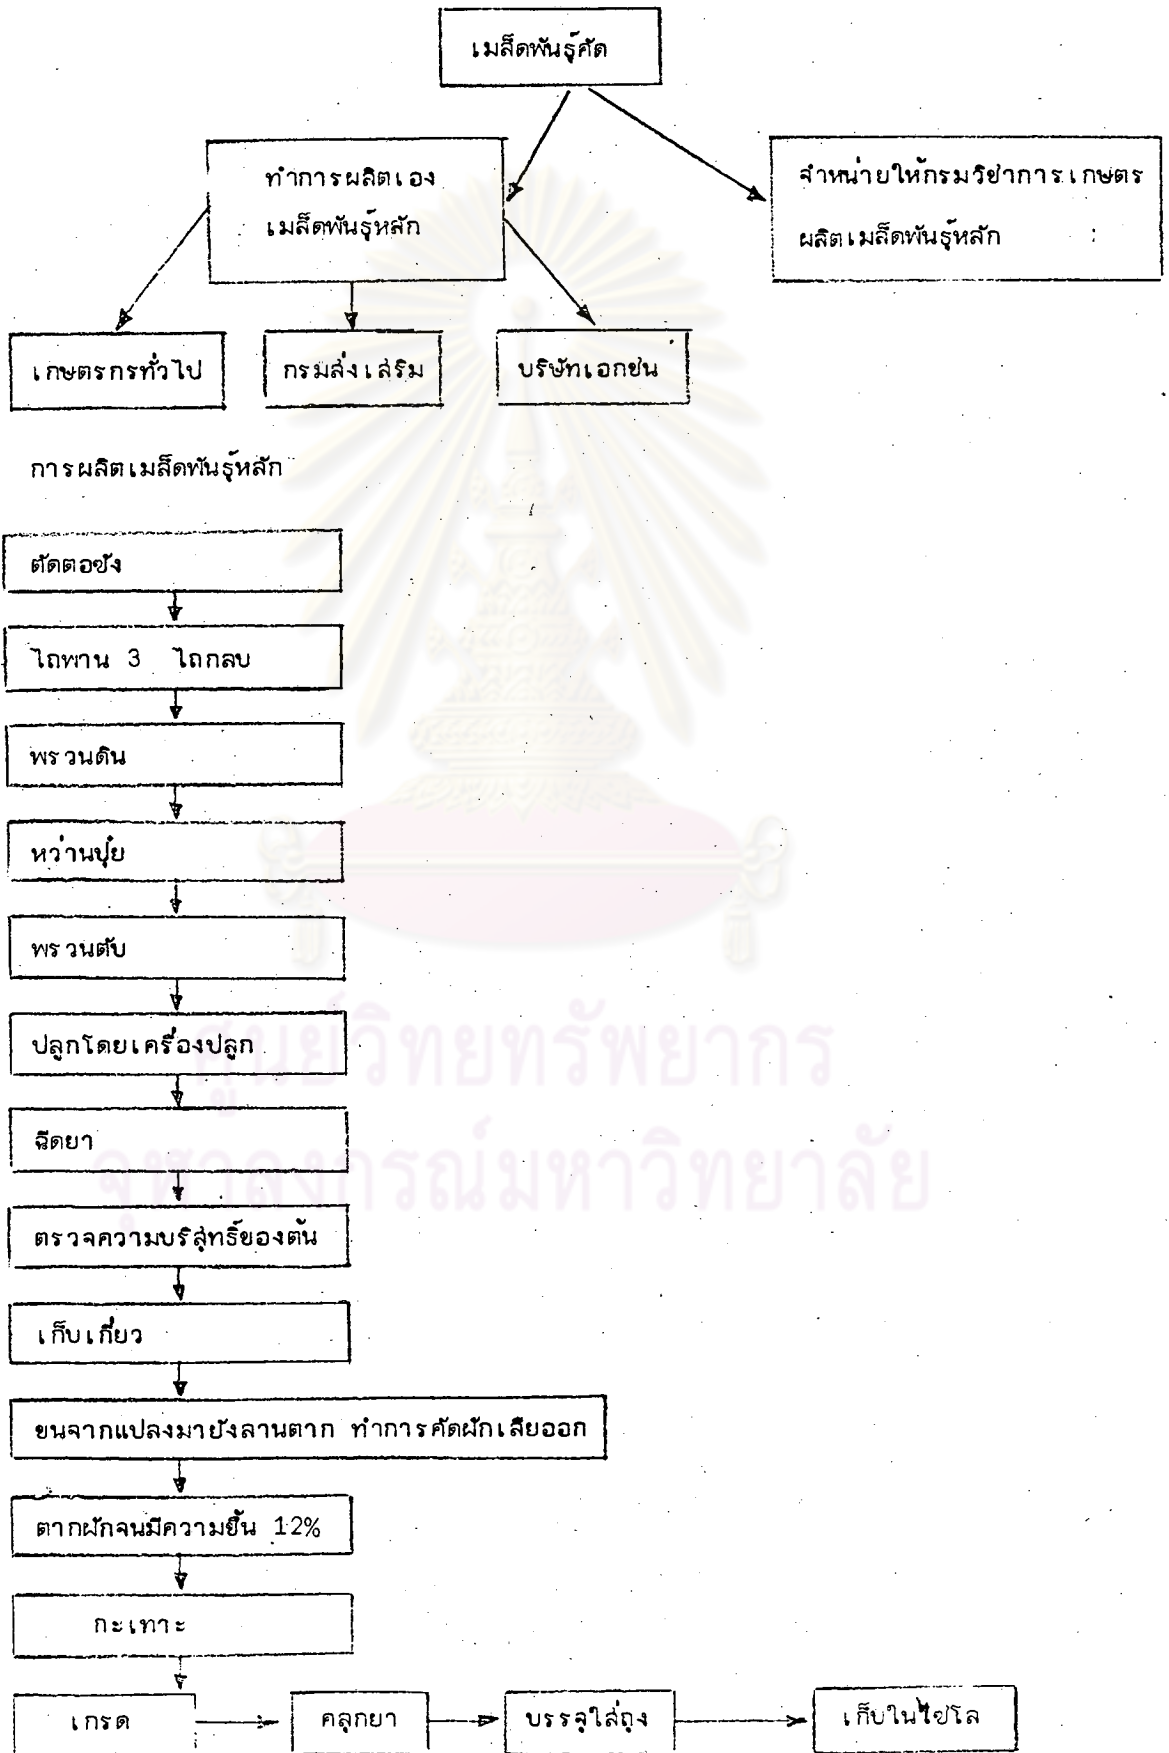 เมล็ดพันธุ์คัด
ทำการผลิตเอง
เมล็ดพันธุ์หลัก
จำหน่ายให้กรมวิชาการเกษตร
ผลิตเมล็ดพันธุ์หลัก
เกษตรกรทั่วไป
กรมส่งเสริม
บริษัทเอกชน
การผลิตเมล็ดพันธุ์หลัก
ตัดตอซัง
ไถพาน 3 ไถกลบ
พรวนดิน
หว่านปุ๋ย
พรวนดับ
ปลูกโดยเครื่องปลูก
ฉีดยา
ตรวจความบริสุทธิ์ของต้น
เก็บเกี่ยว
ขนจากแปลงมายังลานตาก ทำการคัดฝักเสียออก
ตากฝักจนมีความชื้น 12%
กะเทาะ
เกรด
คลุกยา
บรรจุใส่ถุง
เก็บในไซโล
ศูนย์วิทยทรัพยากร
จุฬาลงกรณ์มหาวิทยาลัย